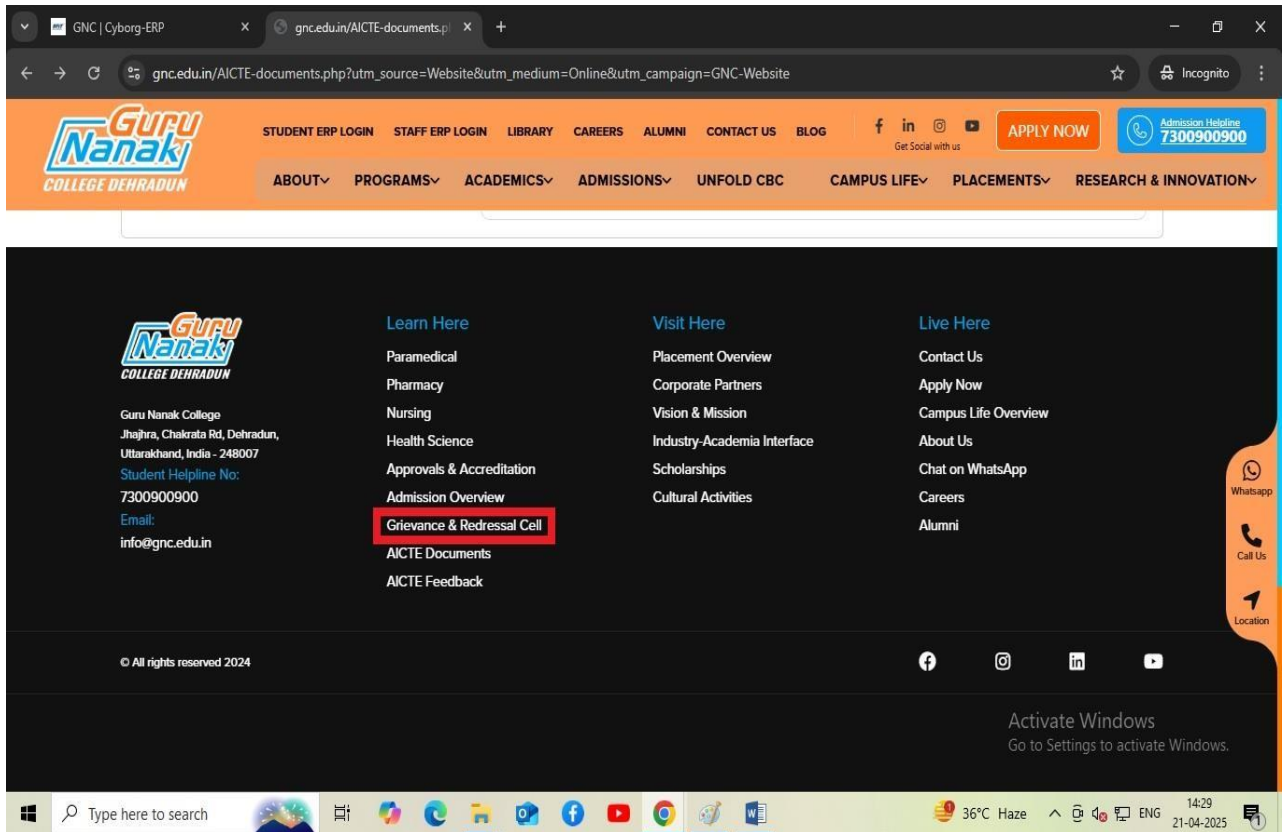 GNC | Cyborg-ERP
gnc.edu.in/AICTE-documents.p
gnc.edu.in/AICTE-documents.php?utm_source=Website&utm_medium=Online&utm_campaign=GNC-Website
Incognito
Guru
Nanak
COLLEGE DEHRADUN
STUDENT ERP LOGIN STAFF ERP LOGIN LIBRARY CAREERS ALUMNI CONTACT US BLOG
Get Social with us
APPLY NOW
Admission Helpline
7300900900
ABOUT PROGRAMS ACADEMICS ADMISSIONS UNFOLD CBC CAMPUS LIFE PLACEMENTS RESEARCH & INNOVATION
Guru
Nanak
COLLEGE DEHRADUN
Guru Nanak College
Jhajhra, Chakrata Rd, Dehradun,
Uttarakhand, India - 248007
Student Helpline No:
7300900900
Email:
info@gnc.edu.in
Learn Here
Paramedical
Pharmacy
Nursing
Health Science
Approvals & Accreditation
Admission Overview
Grievance & Redressal Cell
AICTE Documents
AICTE Feedback
Visit Here
Placement Overview
Corporate Partners
Vision & Mission
Industry-Academia Interface
Scholarships
Cultural Activities
Live Here
Contact Us
Apply Now
Campus Life Overview
About Us
Chat on WhatsApp
Careers
Alumni
Whatsapp
Call Us
Location
© All rights reserved 2024
Activate Windows
Go to Settings to activate Windows.
Type here to search
36°C Haze
ENG
14:29
21-04-2025